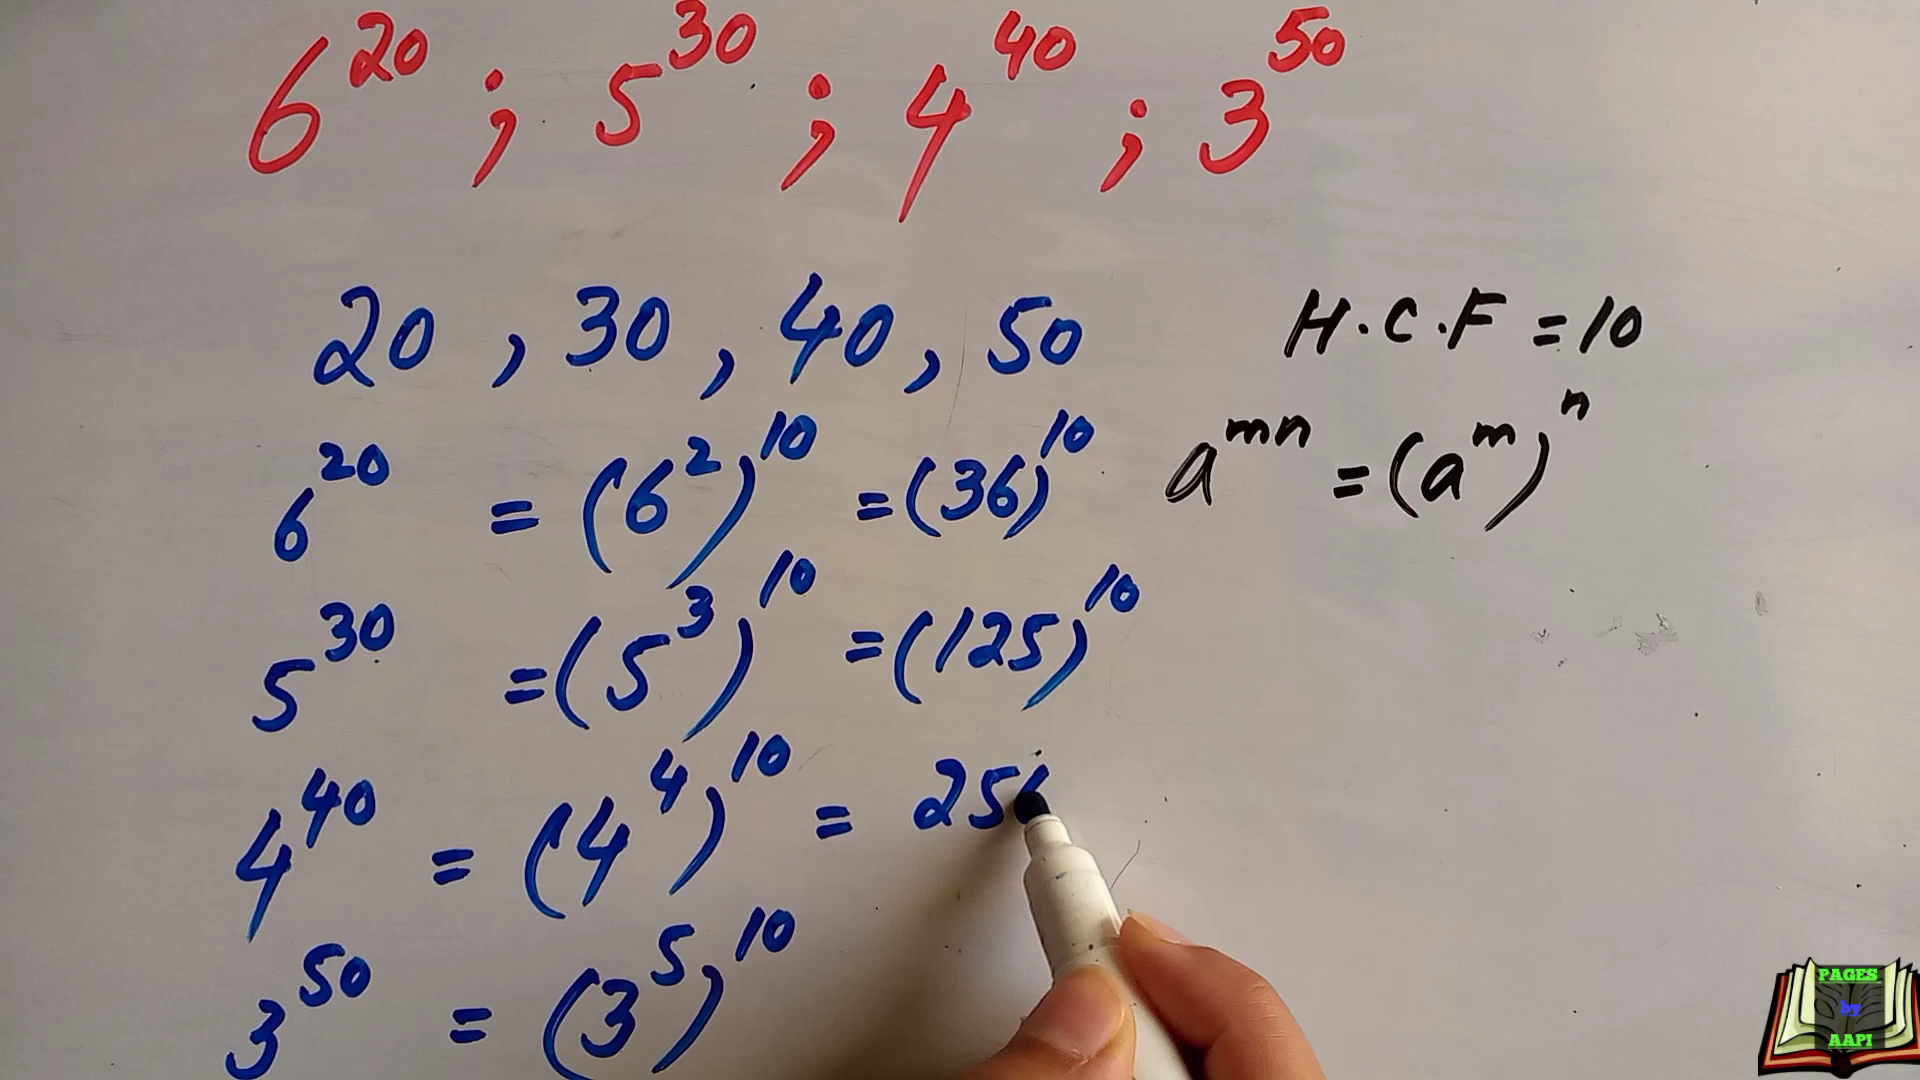 6^20 ; 5^30 ; 4^40 ; 3^50
20 , 30 , 40 , 50
H.C.F = 10
a^mn = (a^m)^n
6^20 = (6^2)^10 = (36)^10
5^30 = (5^3)^10 = (125)^10
4^40 = (4^4)^10 = 25
3^50 = (3^5)^10
PAGES
by
AAPI